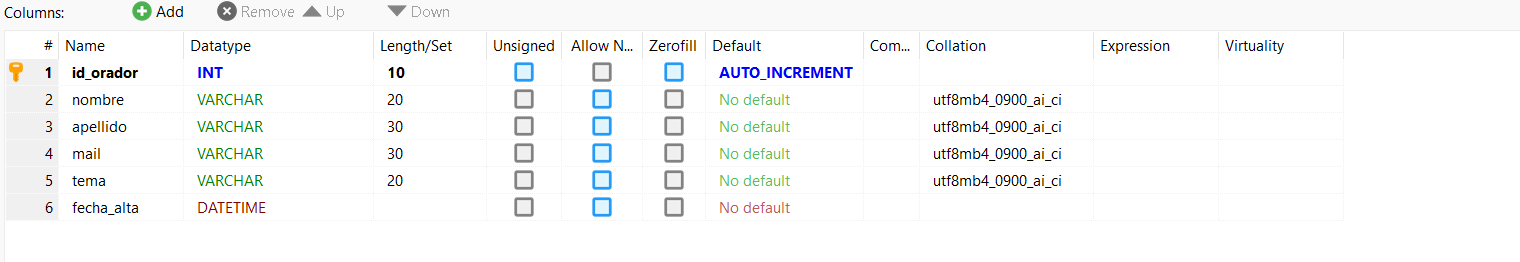 Columns: Add Remove Up Down
# Name Datatype Length/Set Unsigned Allow N... Zerofill Default Com... Collation Expression Virtuality
1 id_orador INT 10 AUTO_INCREMENT
2 nombre VARCHAR 20 No default utf8mb4_0900_ai_ci
3 apellido VARCHAR 30 No default utf8mb4_0900_ai_ci
4 mail VARCHAR 30 No default utf8mb4_0900_ai_ci
5 tema VARCHAR 20 No default utf8mb4_0900_ai_ci
6 fecha_alta DATETIME No default